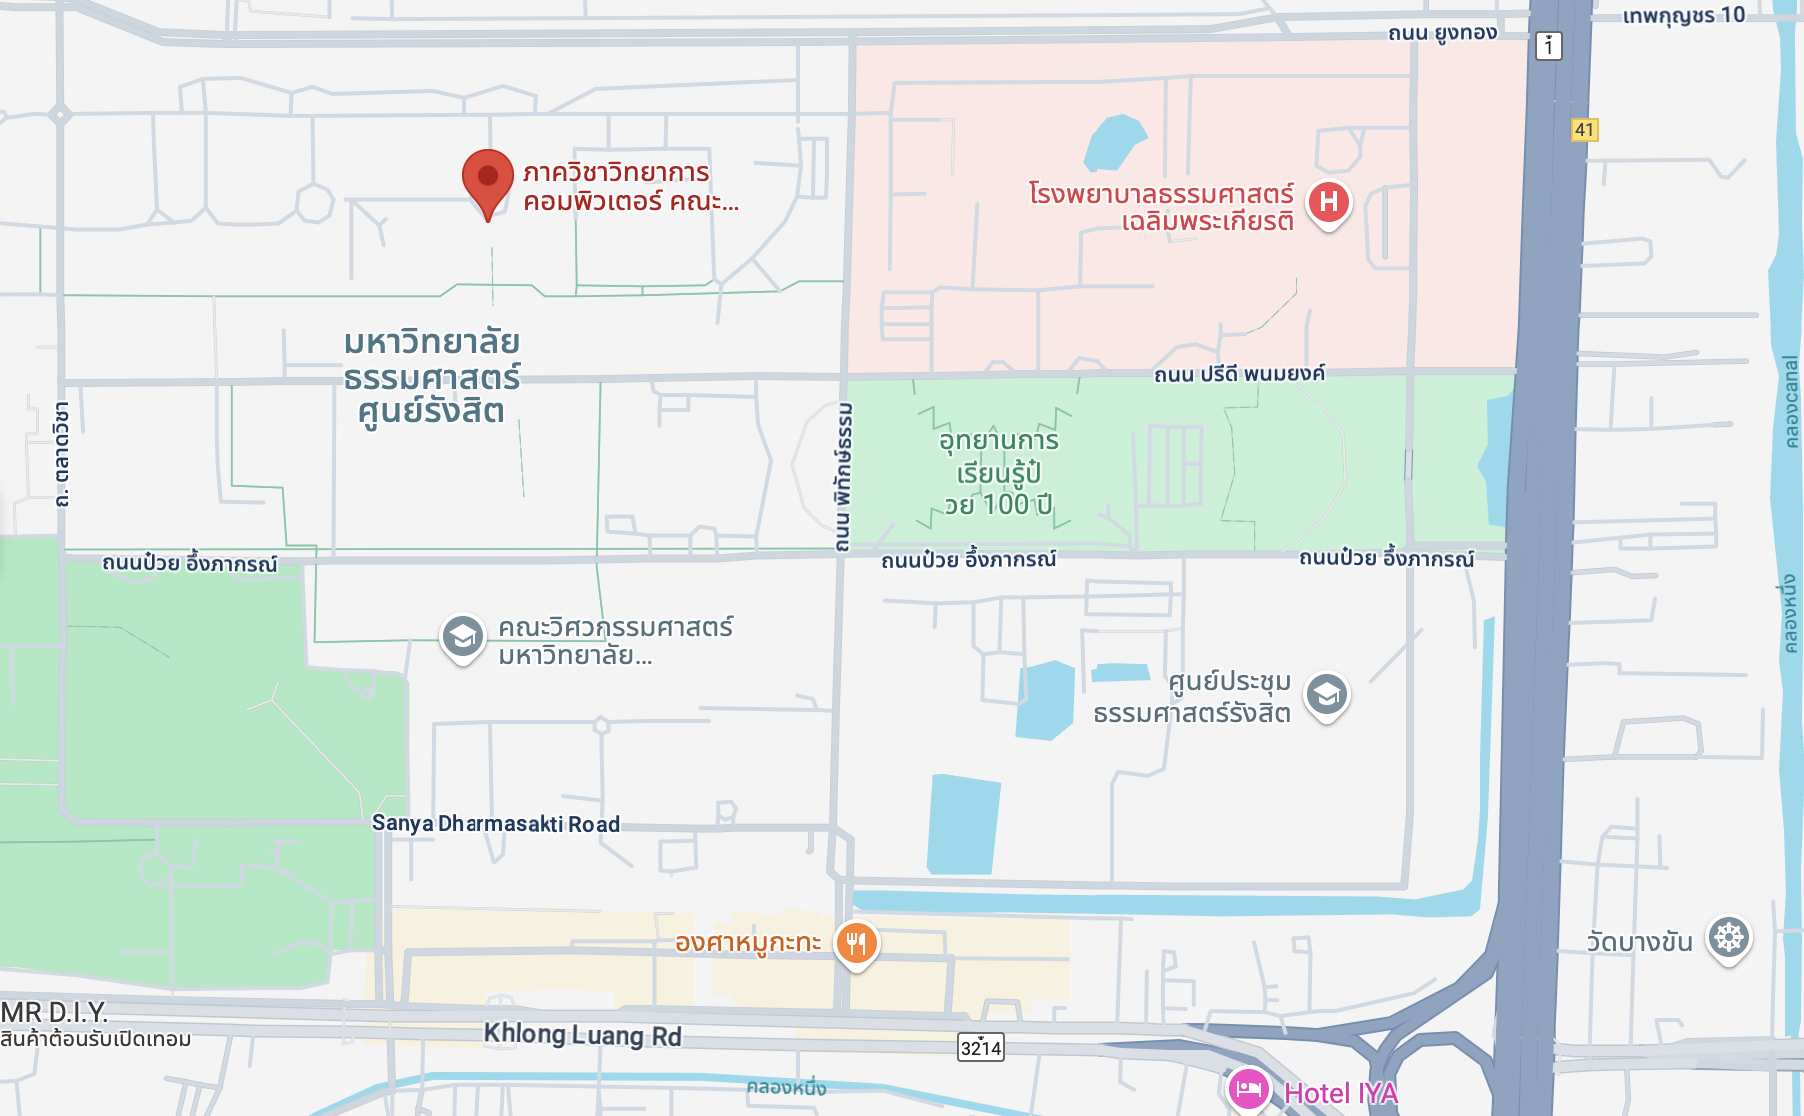 เทพกุญชร 10
ถนน ยูงทอง
1
41
ภาควิชาวิทยาการ
คอมพิวเตอร์ คณะ...
โรงพยาบาลธรรมศาสตร์
เฉลิมพระเกียรติ
H
มหาวิทยาลัย
ธรรมศาสตร์
ศูนย์รังสิต
ถนน ปรีดี พนมยงค์
คลองcanal
ถ. ตลาดวิชา
ถนน พิทักษ์ธรรม
อุทยานการ
เรียนรู้ป๋
วย 100 ปี
ถนนป๋วย อึ๊งภากรณ์
ถนนป๋วย อึ๊งภากรณ์
ถนนป๋วย อึ๊งภากรณ์
คลองหนึ่ง
คณะวิศวกรรมศาสตร์
มหาวิทยาลัย...
ศูนย์ประชุม
ธรรมศาสตร์รังสิต
Sanya Dharmasakti Road
องศาหมูกะทะ
วัดบางขัน
MR D.I.Y.
สินค้าต้อนรับเปิดเทอม
Khlong Luang Rd
3214
คลองหนึ่ง
Hotel IYA